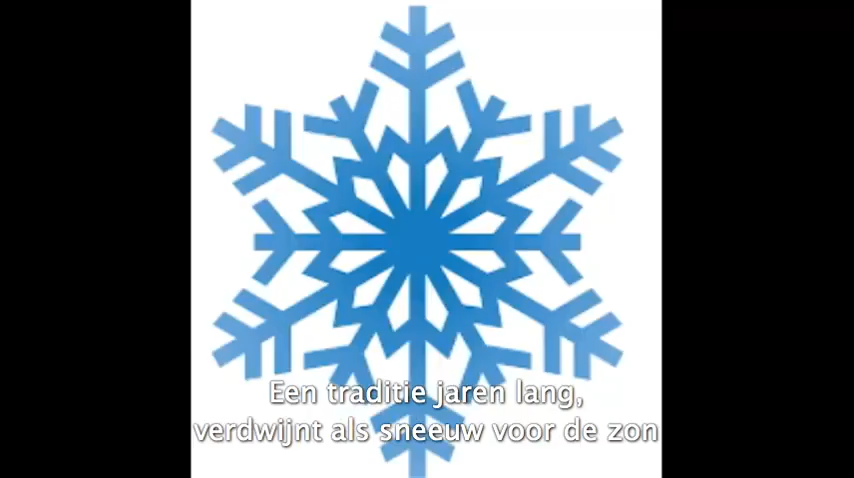 Een traditie jaren lang,
verdwijnt als sneeuw voor de zon